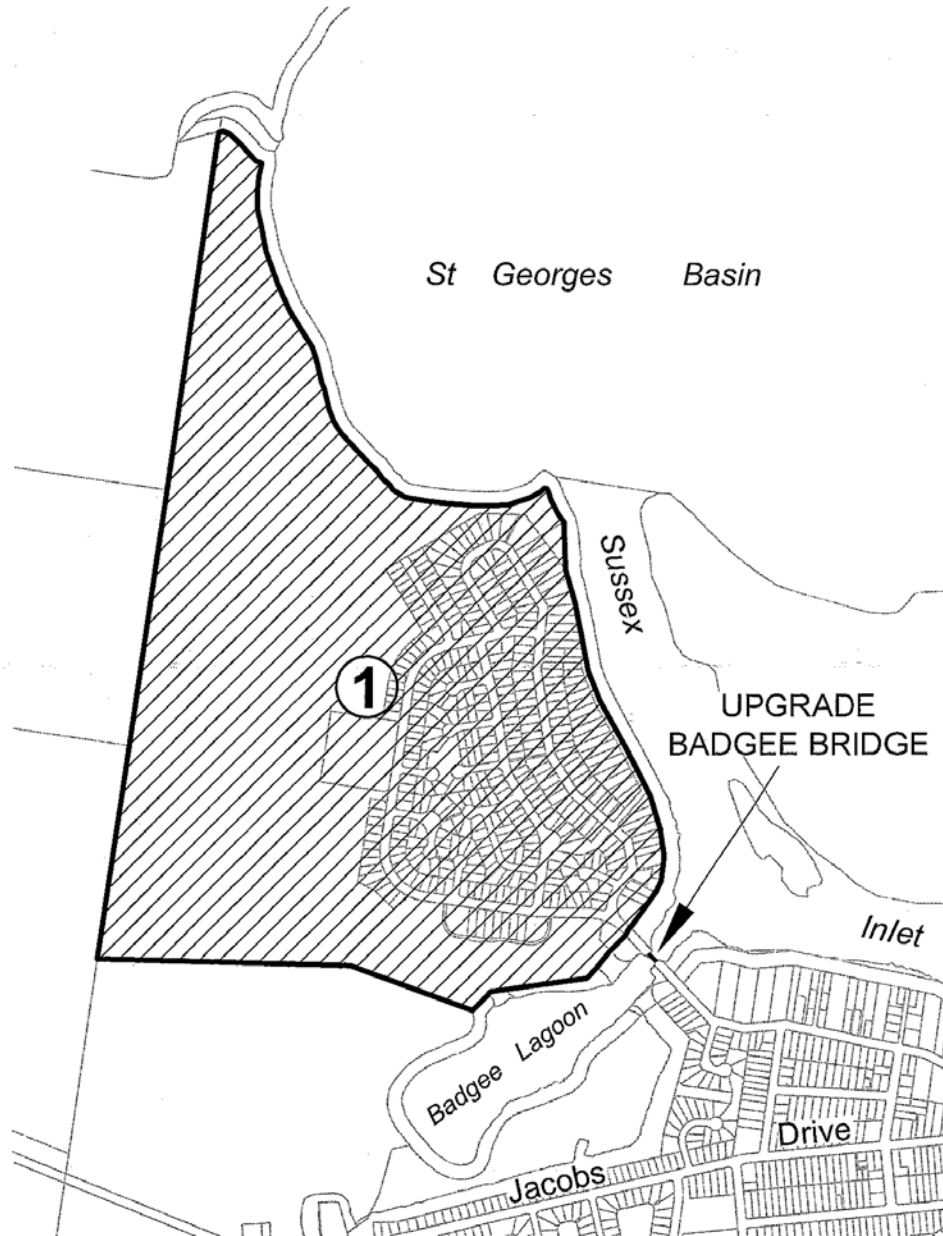 St Georges Basin
Sussex
1
UPGRADE
BADGEE BRIDGE
Inlet
Badgee Lagoon
Drive
Jacobs